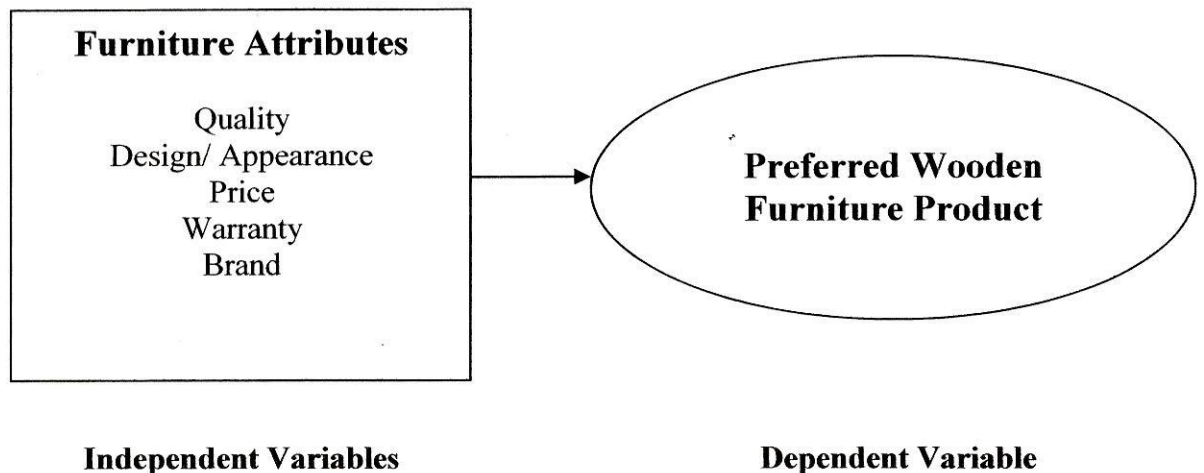 Furniture Attributes
Quality
Design/ Appearance
Price
Warranty
Brand
Preferred Wooden
Furniture Product
Independent Variables
Dependent Variable